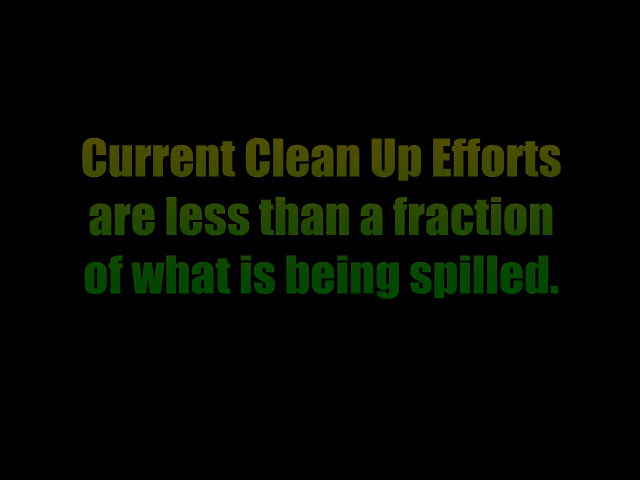 Current Clean Up Efforts
are less than a fraction
of what is being spilled.